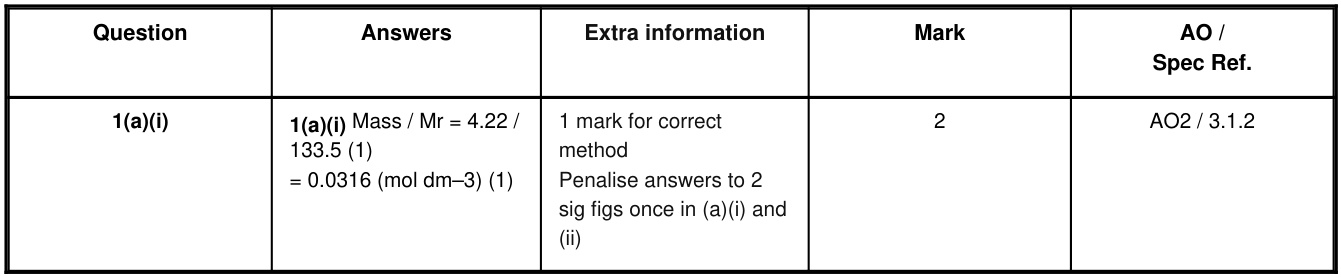 Question
Answers
Extra information
Mark
AO /
Spec Ref.
1(a)(i)
1(a)(i) Mass / Mr = 4.22 /
133.5 (1)
= 0.0316 (mol dm–3) (1)
1 mark for correct
method
Penalise answers to 2
sig figs once in (a)(i) and
(ii)
2
AO2 / 3.1.2